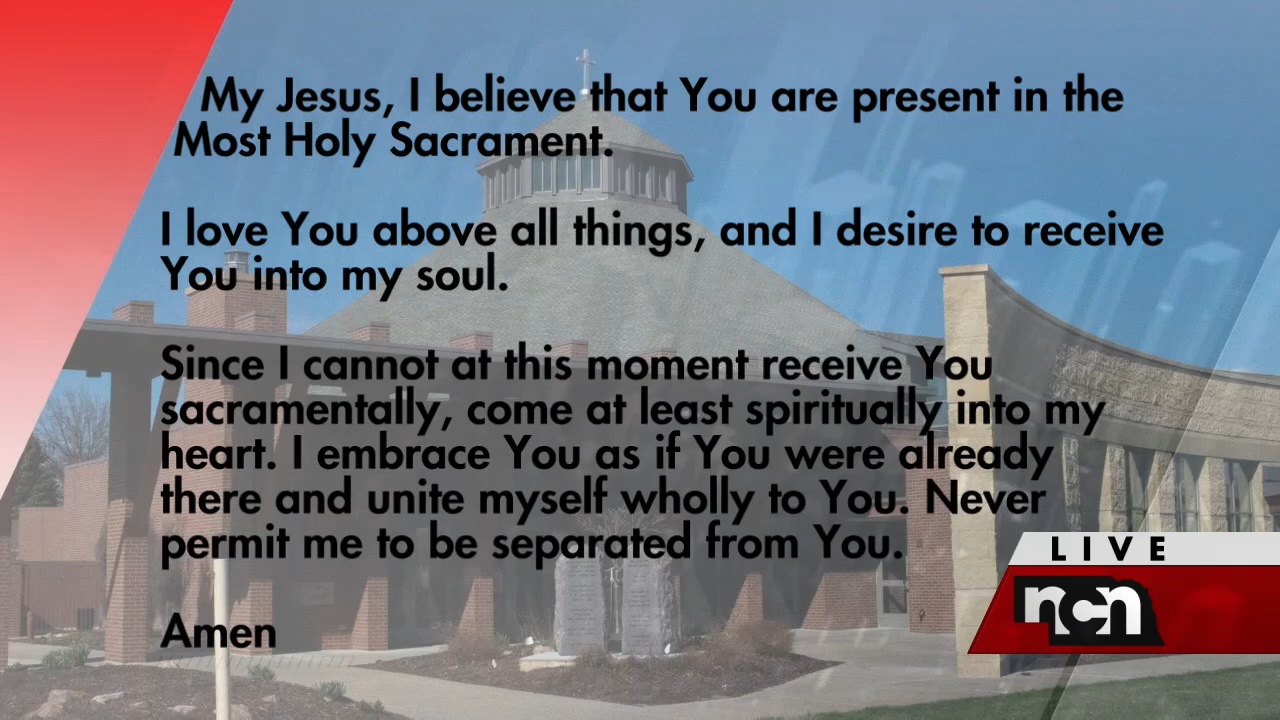 My Jesus, I believe that You are present in the
Most Holy Sacrament.
I love You above all things, and I desire to receive
You into my soul.
Since I cannot at this moment receive You
sacramentally, come at least spiritually into my
heart. I embrace You as if You were already
there and unite myself wholly to You. Never
permit me to be separated from You.
Amen
LIVE
ncn